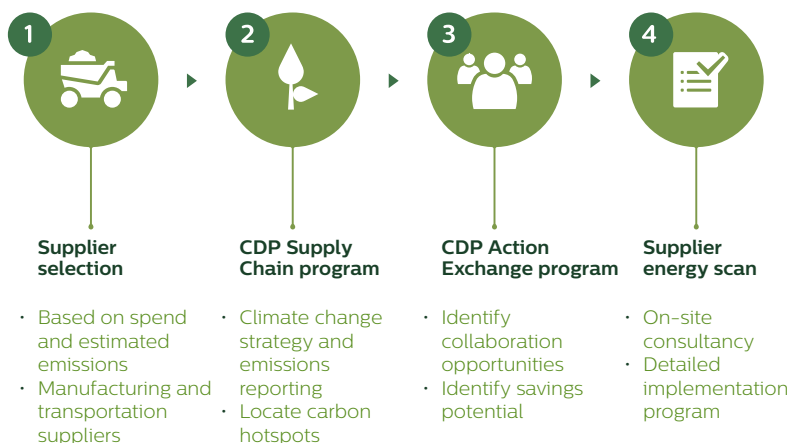 1
Supplier
selection
· Based on spend
and estimated
emissions
· Manufacturing and
transportation
suppliers
2
CDP Supply
Chain program
· Climate change
strategy and
emissions
reporting
· Locate carbon
hotspots
3
CDP Action
Exchange program
· Identify
collaboration
opportunities
· Identify savings
potential
4
Supplier
energy scan
· On-site
consultancy
· Detailed
implementation
program